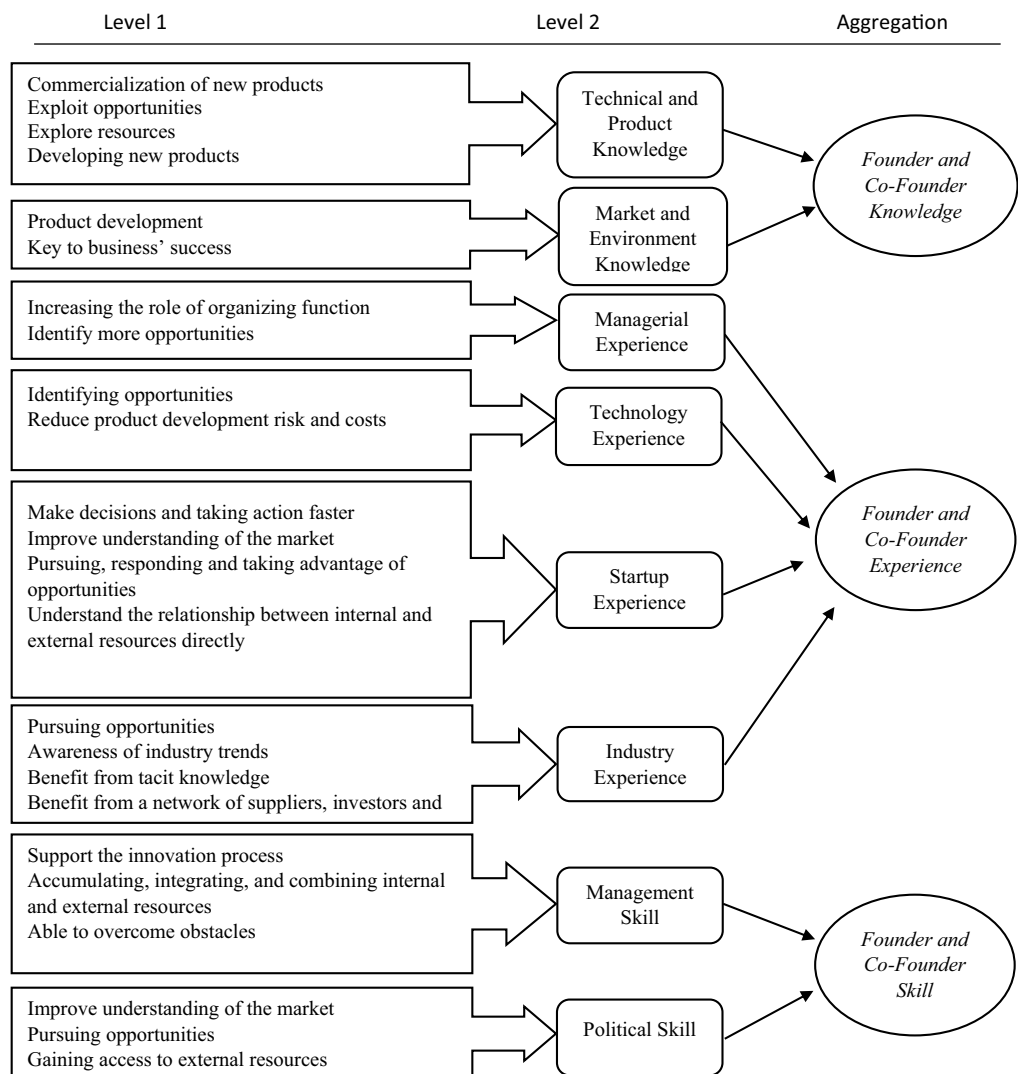 Level 1
Level 2
Aggregation
Commercialization of new products
Exploit opportunities
Explore resources
Developing new products
Technical and
Product
Knowledge
Founder and
Co-Founder
Knowledge
Product development
Key to business’ success
Market and
Environment
Knowledge
Increasing the role of organizing function
Identify more opportunities
Managerial
Experience
Identifying opportunities
Reduce product development risk and costs
Technology
Experience
Founder and
Co-Founder
Experience
Make decisions and taking action faster
Improve understanding of the market
Pursuing, responding and taking advantage of
opportunities
Understand the relationship between internal and
external resources directly
Startup
Experience
Pursuing opportunities
Awareness of industry trends
Benefit from tacit knowledge
Benefit from a network of suppliers, investors and
Industry
Experience
Support the innovation process
Accumulating, integrating, and combining internal
and external resources
Able to overcome obstacles
Management
Skill
Founder and
Co-Founder
Skill
Improve understanding of the market
Pursuing opportunities
Gaining access to external resources
Political Skill